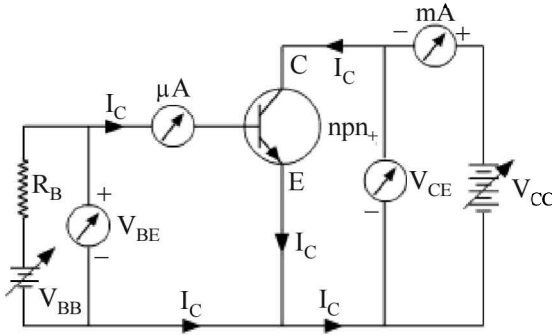 mA
− +
C
I_C
µA
I_C
npn
+
R_B
+
V_BE
−
E
V_CE
−
V_CC
V_BB
I_C
I_C
I_C